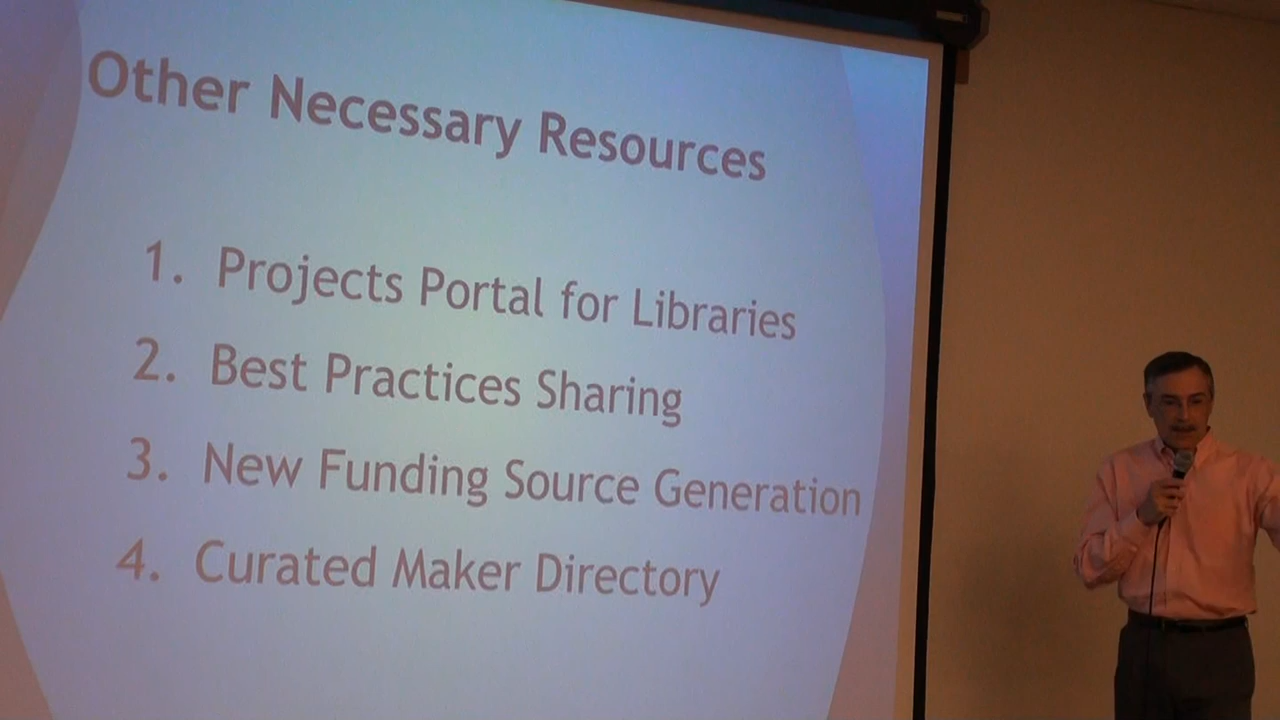 Other Necessary Resources
1. Projects Portal for Libraries
2. Best Practices Sharing
3. New Funding Source Generation
4. Curated Maker Directory